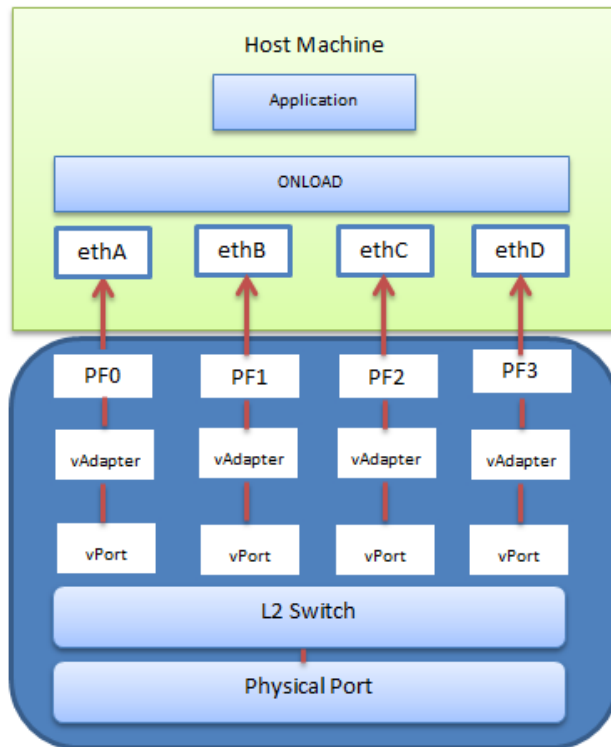 Host Machine
Application
ONLOAD
ethA ethB ethC ethD
PF0 PF1 PF2 PF3
vAdapter vAdapter vAdapter vAdapter
vPort vPort vPort vPort
L2 Switch
Physical Port